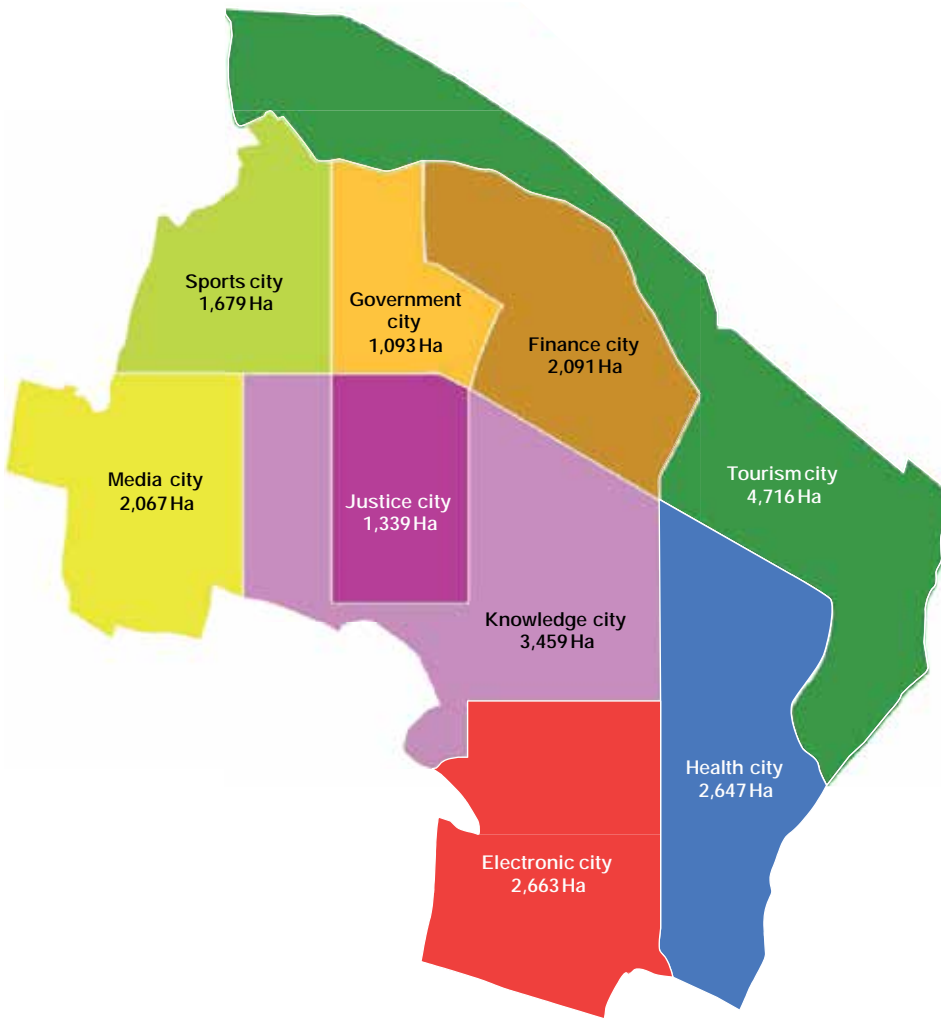 Sports city
1,679 Ha
Government
city
1,093 Ha
Finance city
2,091 Ha
Media city
2,067 Ha
Justice city
1,339 Ha
Tourism city
4,716 Ha
Knowledge city
3,459 Ha
Health city
2,647 Ha
Electronic city
2,663 Ha